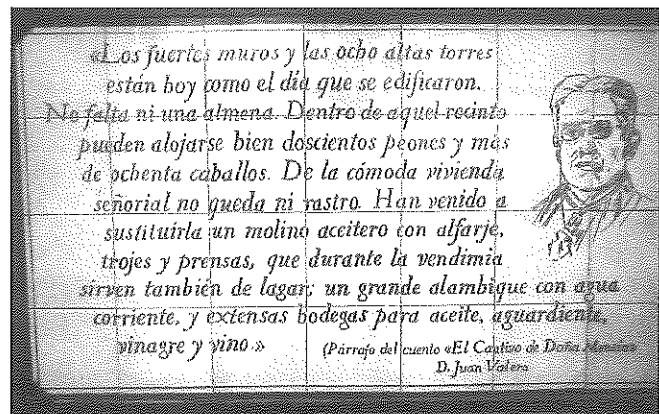 «Los fuertes muros y las ocho altas torres
están hoy como el día que se edificaron.
No falta ni una almena. Dentro de aquel recinto
pueden alojarse bien doscientos peones y más
de ochenta caballos. De la cómoda vivienda
señorial no queda ni rastro. Han venido a
sustituírla un molino aceitero con alfarje,
trojes y prensas, que durante la vendimia
sirven también de lagar; un grande alambique con agua
corriente, y extensas bodegas para aceite, aguardiente,
vinagre y vino.»
(Párrafo del cuento «El Cautivo de Doña Mencía»
D. Juan Valera